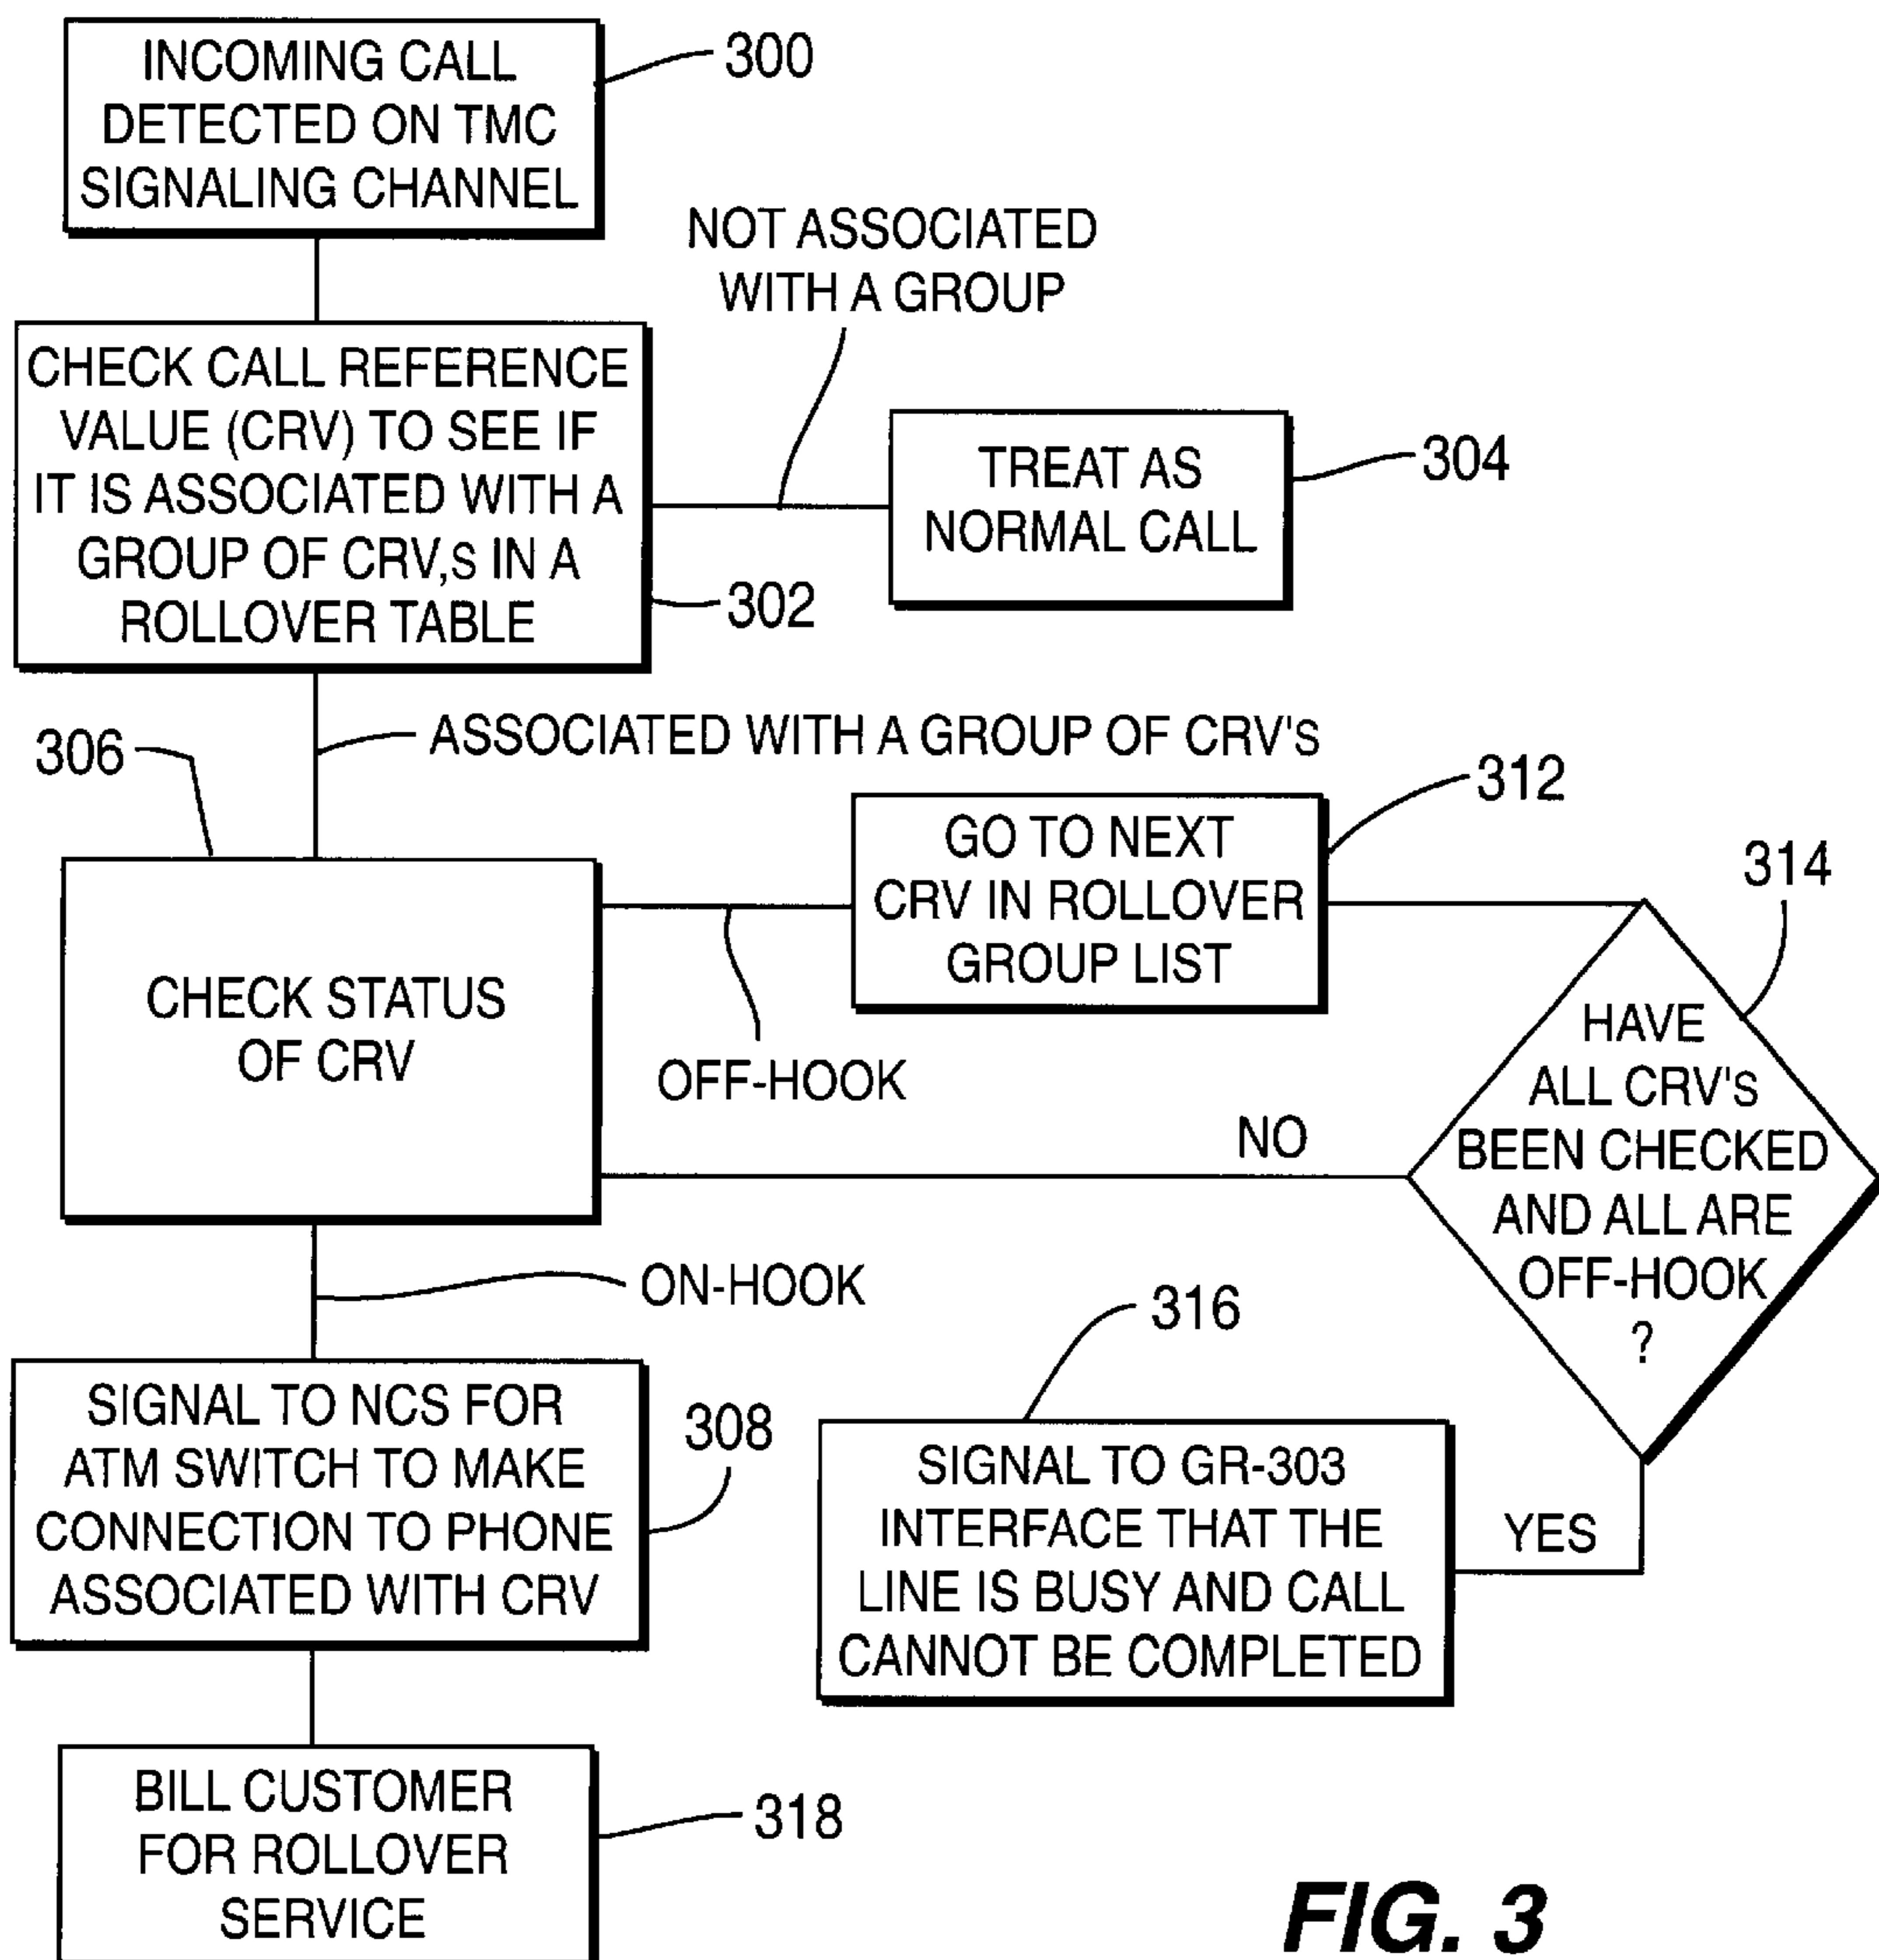 INCOMING CALL
DETECTED ON TMC
SIGNALING CHANNEL
300
NOT ASSOCIATED
WITH A GROUP
CHECK CALL REFERENCE
VALUE (CRV) TO SEE IF
IT IS ASSOCIATED WITH A
GROUP OF CRV,S IN A
ROLLOVER TABLE
302
TREAT AS
NORMAL CALL
304
ASSOCIATED WITH A GROUP OF CRV'S
306
CHECK STATUS
OF CRV
OFF-HOOK
GO TO NEXT
CRV IN ROLLOVER
GROUP LIST
312
314
HAVE
ALL CRV'S
BEEN CHECKED
AND ALL ARE
OFF-HOOK
?
NO
ON-HOOK
SIGNAL TO NCS FOR
ATM SWITCH TO MAKE
CONNECTION TO PHONE
ASSOCIATED WITH CRV
308
316
SIGNAL TO GR-303
INTERFACE THAT THE
LINE IS BUSY AND CALL
CANNOT BE COMPLETED
YES
BILL CUSTOMER
FOR ROLLOVER
SERVICE
318
FIG. 3